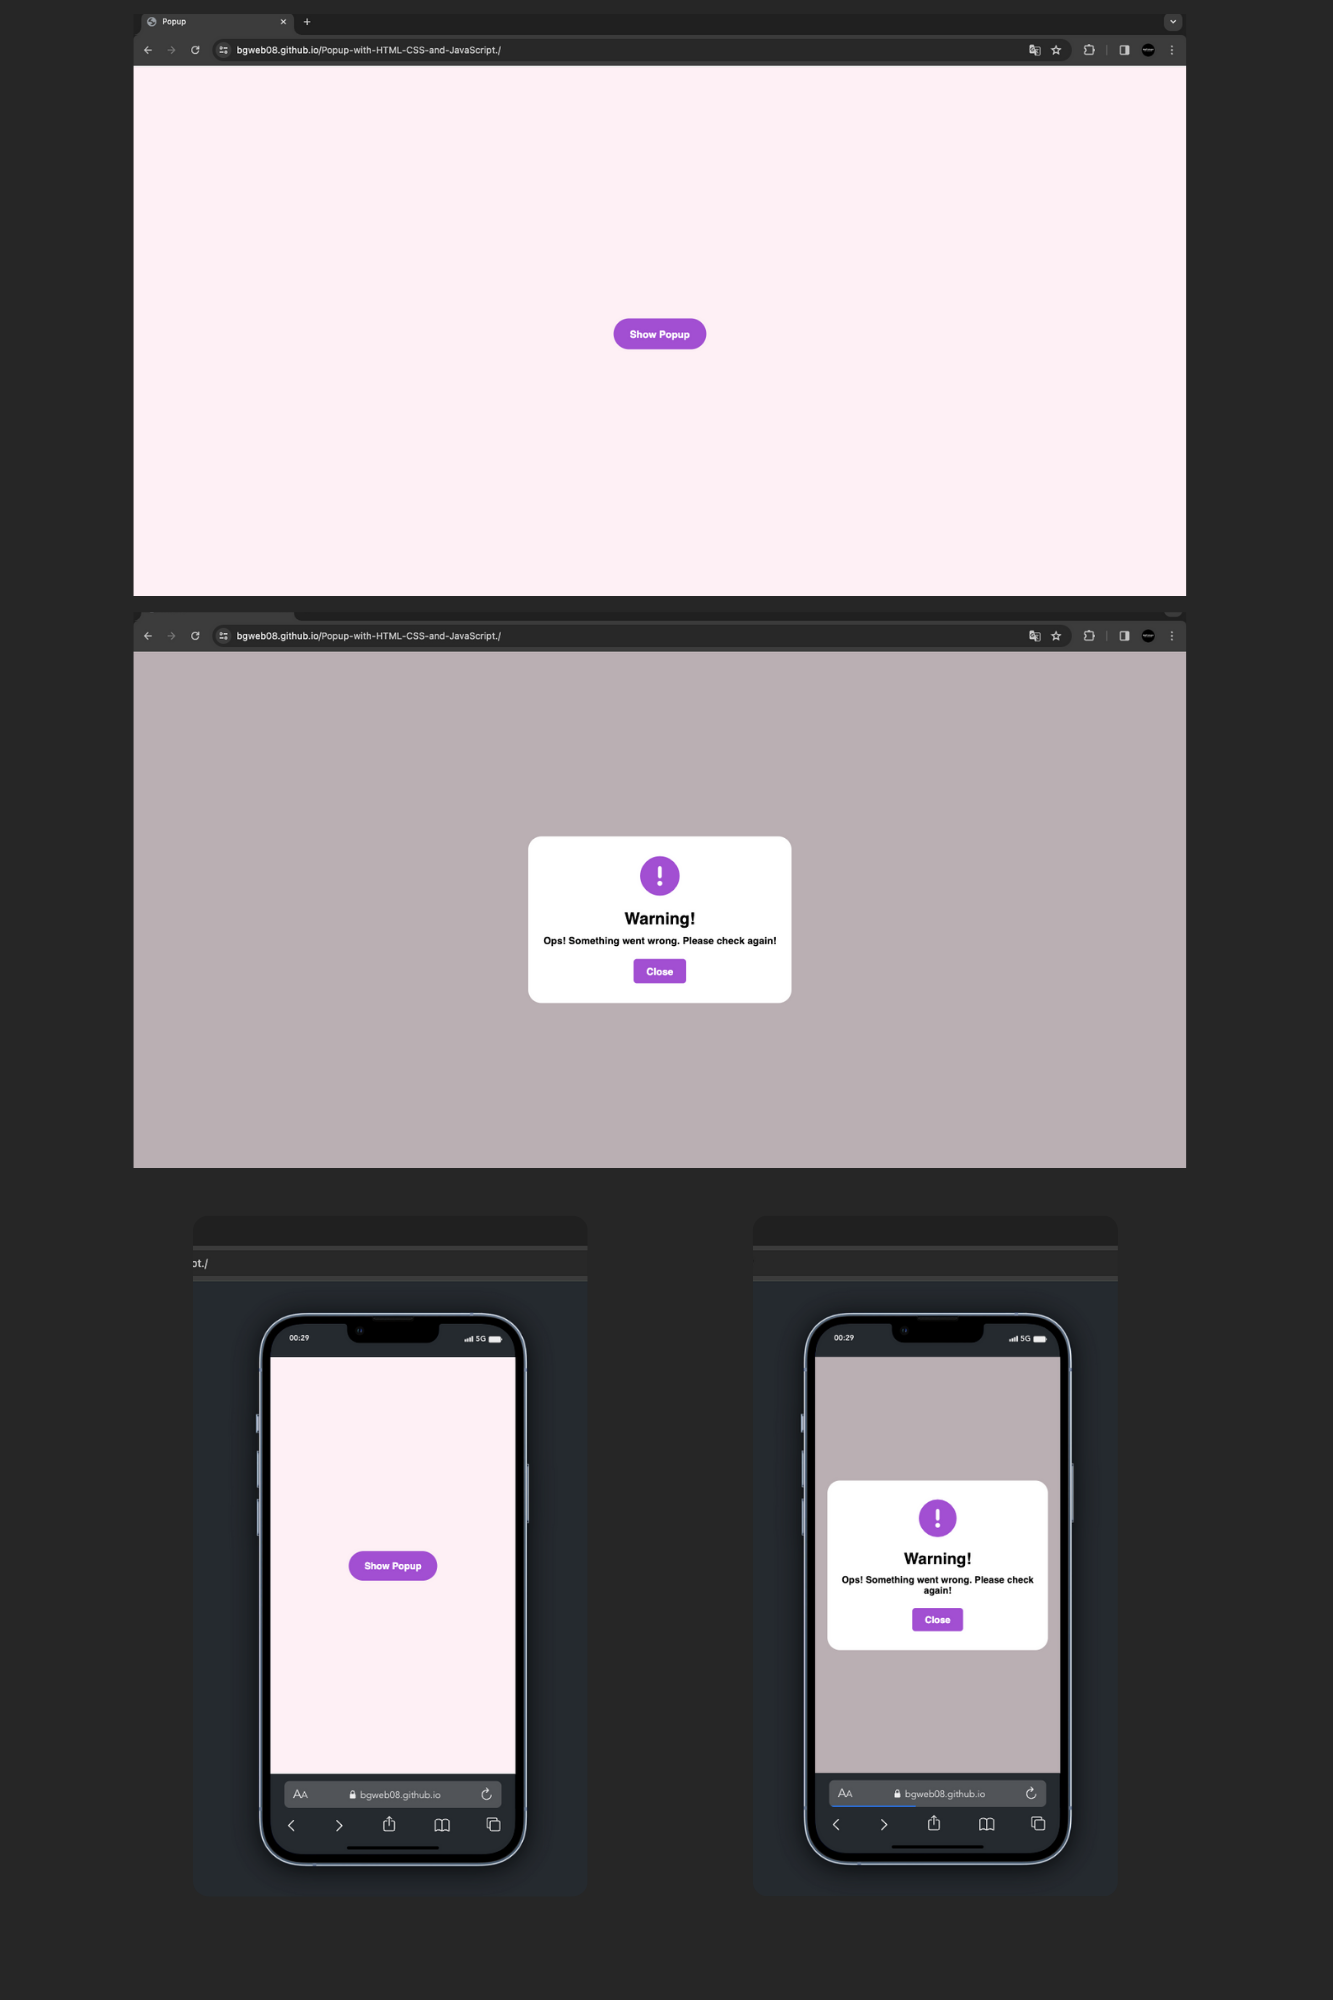 Popup
bgweb08.github.io/Popup-with-HTML-CSS-and-JavaScript./
Show Popup
bgweb08.github.io/Popup-with-HTML-CSS-and-JavaScript./
!
Warning!
Ops! Something went wrong. Please check again!
Close
pt./
00:29
5G
Show Popup
AA
bgweb08.github.io
00:29
5G
!
Warning!
Ops! Something went wrong. Please check
again!
Close
AA
bgweb08.github.io